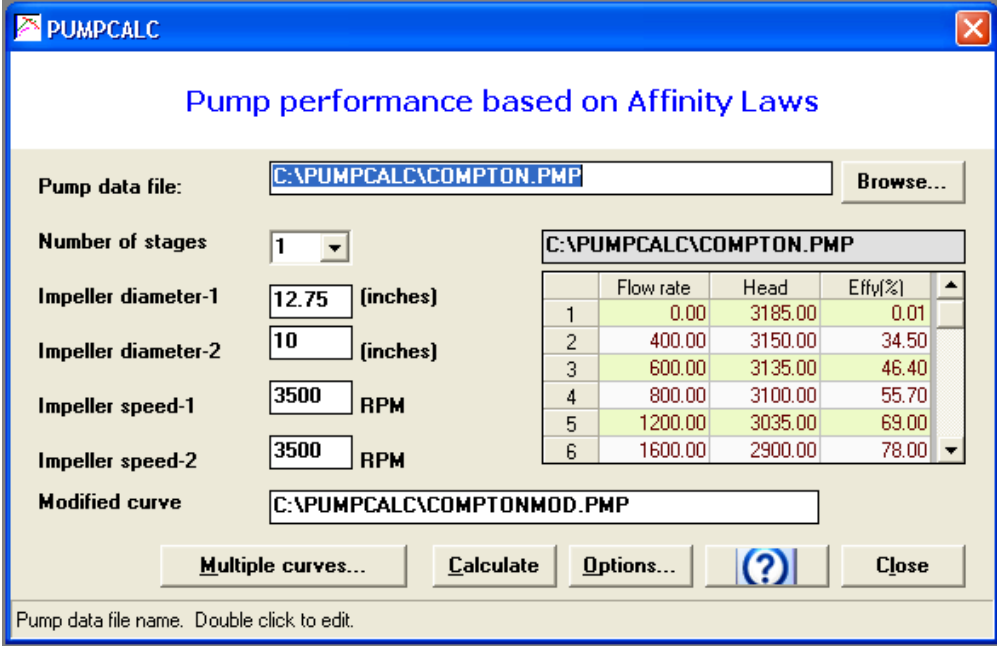 PUMPCALC
Pump performance based on Affinity Laws
Pump data file: C:\PUMPCALC\COMPTON.PMP Browse...
Number of stages 1 C:\PUMPCALC\COMPTON.PMP
Flow rate Head Effy(%)
Impeller diameter-1 12.75 (inches)
1 0.00 3185.00 0.01
2 400.00 3150.00 34.50
Impeller diameter-2 10 (inches)
3 600.00 3135.00 46.40
4 800.00 3100.00 55.70
Impeller speed-1 3500 RPM
5 1200.00 3035.00 69.00
6 1600.00 2900.00 78.00
Impeller speed-2 3500 RPM
Modified curve C:\PUMPCALC\COMPTONMOD.PMP
Multiple curves... Calculate Options... ? Close
Pump data file name. Double click to edit.